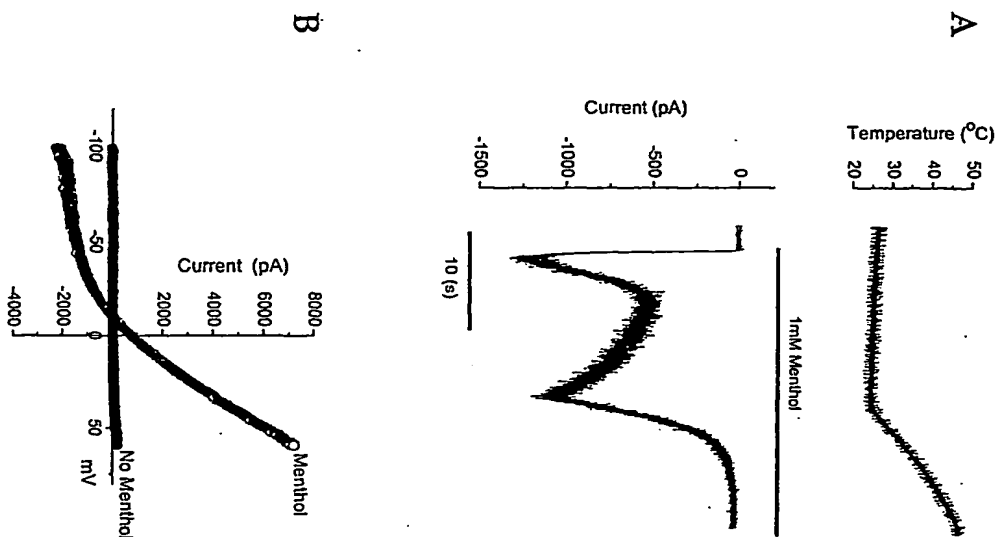 A
Temperature (°C)
50
40
30
20
1mM Menthol
Current (pA)
0
-500
-1000
-1500
10 (s)
B
Current (pA)
8000
6000
4000
2000
0
-2000
-4000
-100
-50
0
50
mV
Menthol
No Menthol